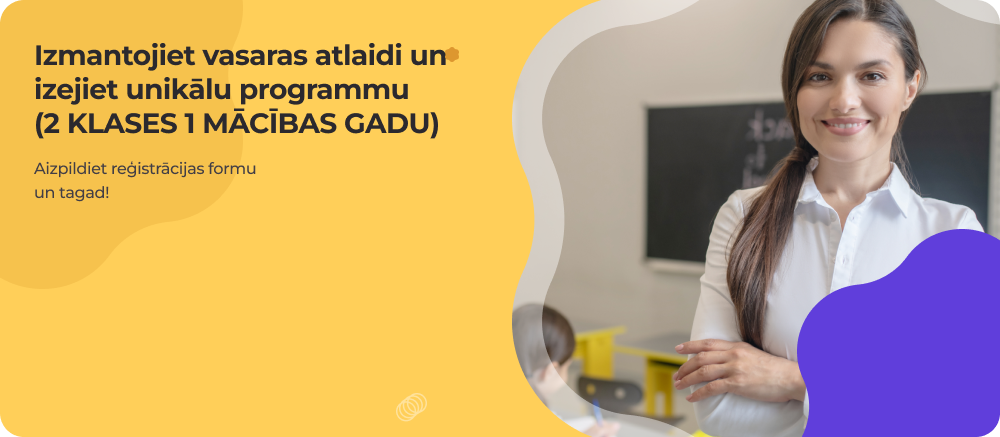 Izmantojiet vasaras atlaidi un
izejiet unikālu programmu
(2 KLASES 1 MĀCĪBAS GADU)
Aizpildiet reģistrācijas formu
un tagad!